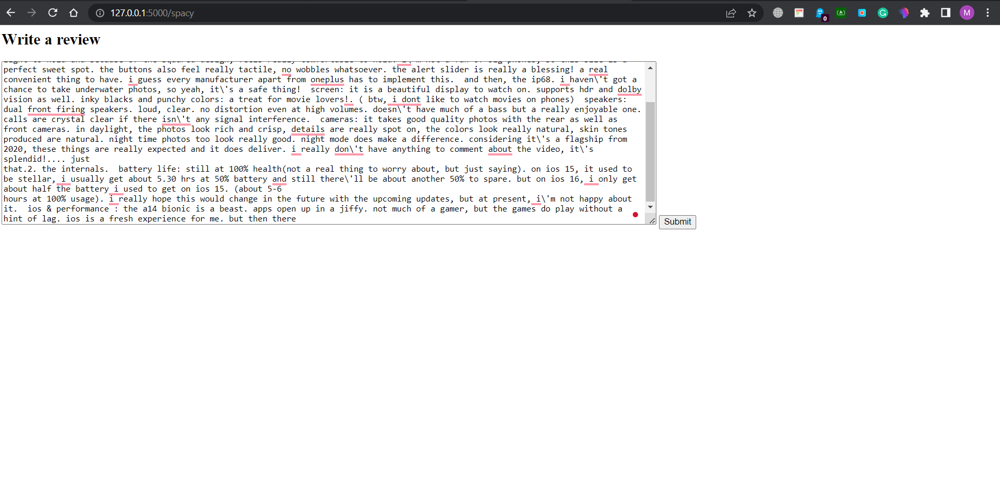 127.0.0.1:5000/spacy
0
M
Write a review
perfect sweet spot. the buttons also feel really tactile, no wobbles whatsoever. the alert slider is really a blessing! a real
convenient thing to have. i guess every manufacturer apart from oneplus has to implement this.  and then, the ip68. i haven\'t got a
chance to take underwater photos, so yeah, it\'s a safe thing!  screen: it is a beautiful display to watch on. supports hdr and dolby
vision as well. inky blacks and punchy colors: a treat for movie lovers!. ( btw, i dont like to watch movies on phones)  speakers:
dual front firing speakers. loud, clear. no distortion even at high volumes. doesn\'t have much of a bass but a really enjoyable one.
calls are crystal clear if there isn\'t any signal interference.  cameras: it takes good quality photos with the rear as well as
front cameras. in daylight, the photos look rich and crisp, details are really spot on, the colors look really natural, skin tones
produced are natural. night time photos too look really good. night mode does make a difference. considering it\'s a flagship from
2020, these things are really expected and it does deliver. i really don\'t have anything to comment about the video, it\'s
splendid!.... just
that.2. the internals.  battery life: still at 100% health(not a real thing to worry about, but just saying). on ios 15, it used to
be stellar, i usually get about 5.30 hrs at 50% battery and still there\'ll be about another 50% to spare. but on ios 16, i only get
about half the battery i used to get on ios 15. (about 5-6
hours at 100% usage). i really hope this would change in the future with the upcoming updates, but at present, i\'m not happy about
it.  ios & performance : the a14 bionic is a beast. apps open up in a jiffy. not much of a gamer, but the games do play without a
hint of lag. ios is a fresh experience for me. but then there
Submit